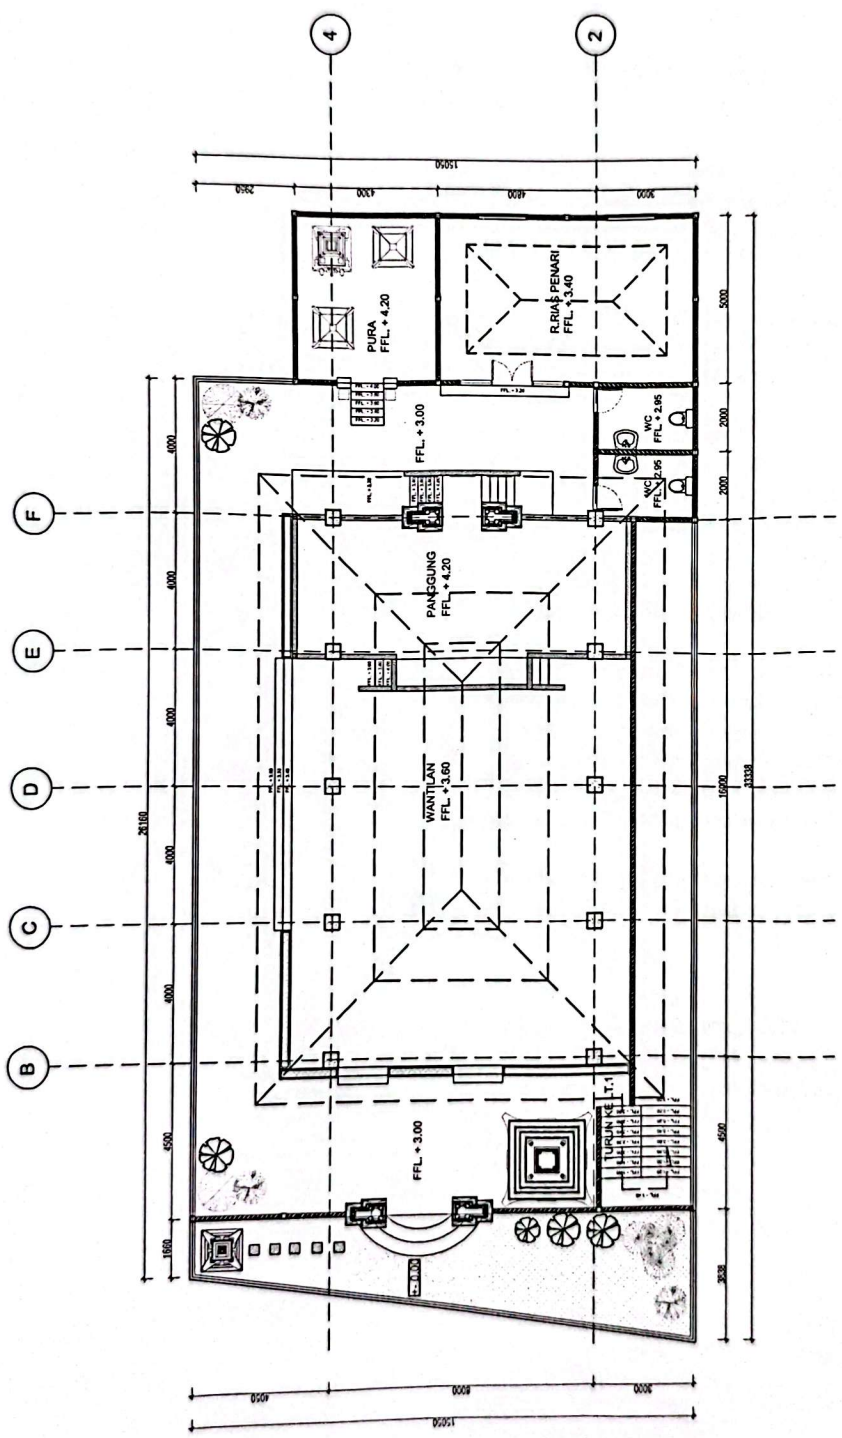 4
2
15050
2950
4300
4800
3000
PURA
FFL. + 4.20
R.RIAS PENARI
FFL. + 3.40
5000
2000
2000
WC
FFL. + 2.95
WC
FFL. + 2.95
FFL. + 3.00
F
E
D
C
B
26160
4000
4000
4000
4000
4000
4500
1660
PANGGUNG
FFL. + 4.20
WANTILAN
FFL. + 3.60
16000
33338
TURUN KE LT.1
FFL. + 3.00
4500
3838
+- 0.00
4050
8000
3000
15050